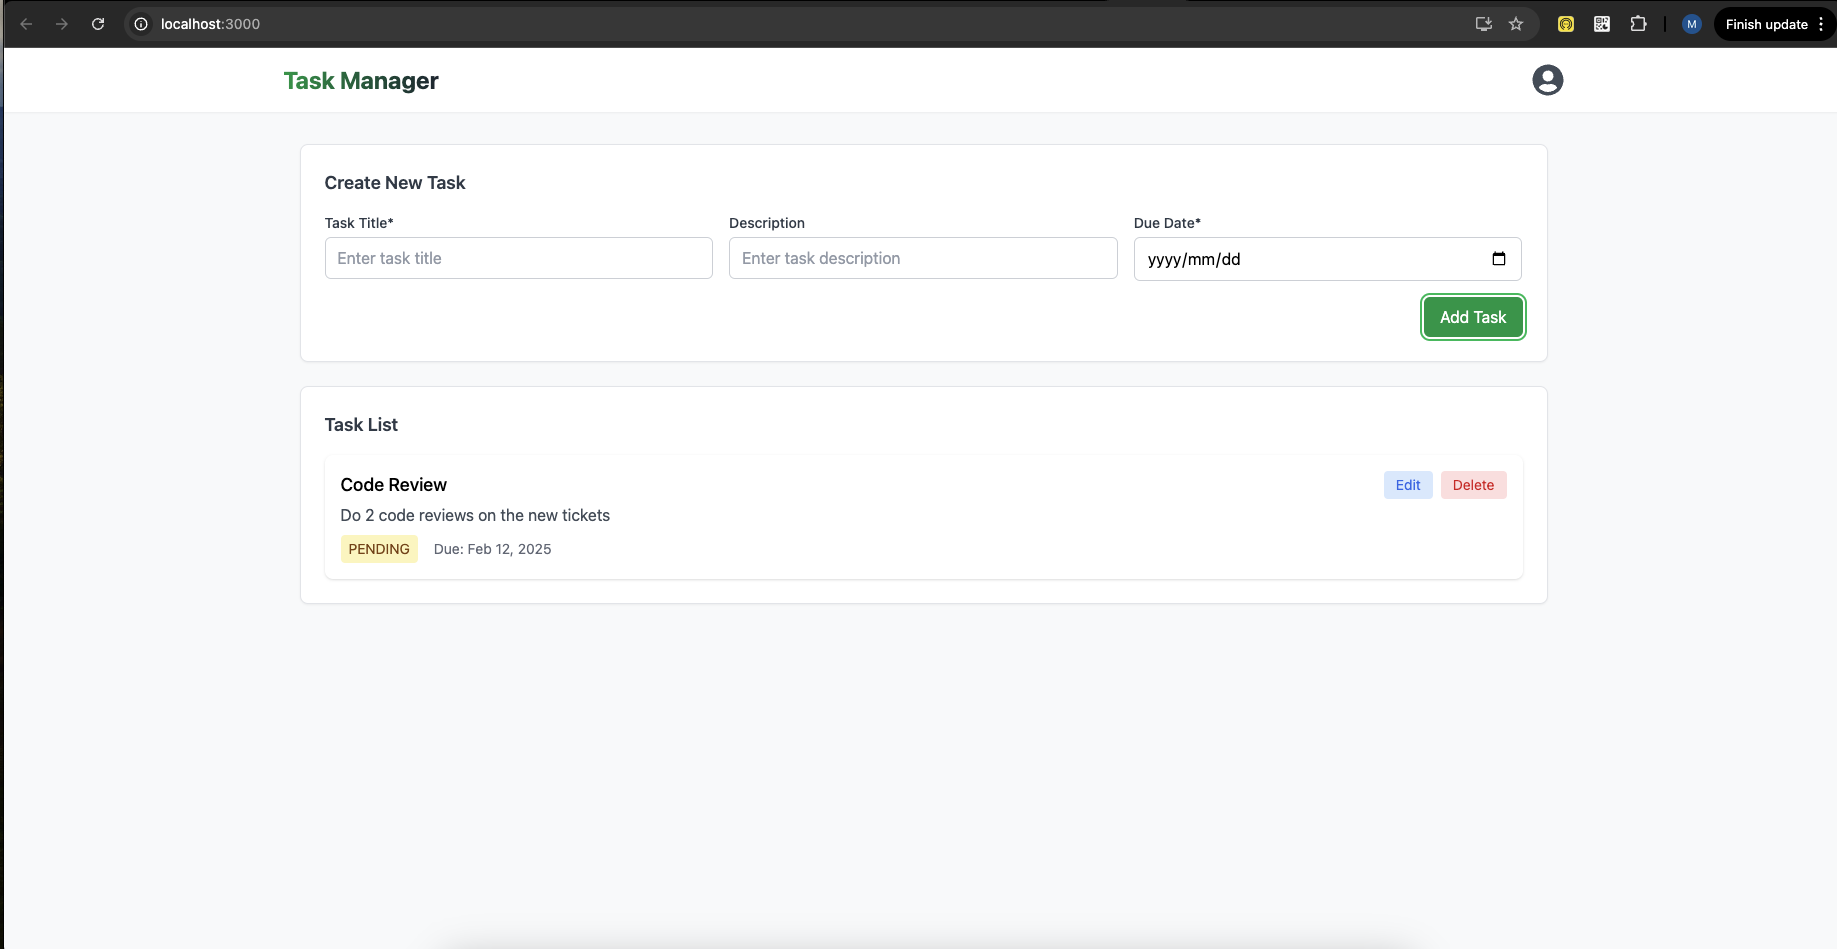 localhost:3000
M
Finish update
Task Manager
Create New Task
Task Title*
Description
Due Date*
Enter task title
Enter task description
yyyy/mm/dd
Add Task
Task List
Code Review
Edit
Delete
Do 2 code reviews on the new tickets
PENDING
Due: Feb 12, 2025